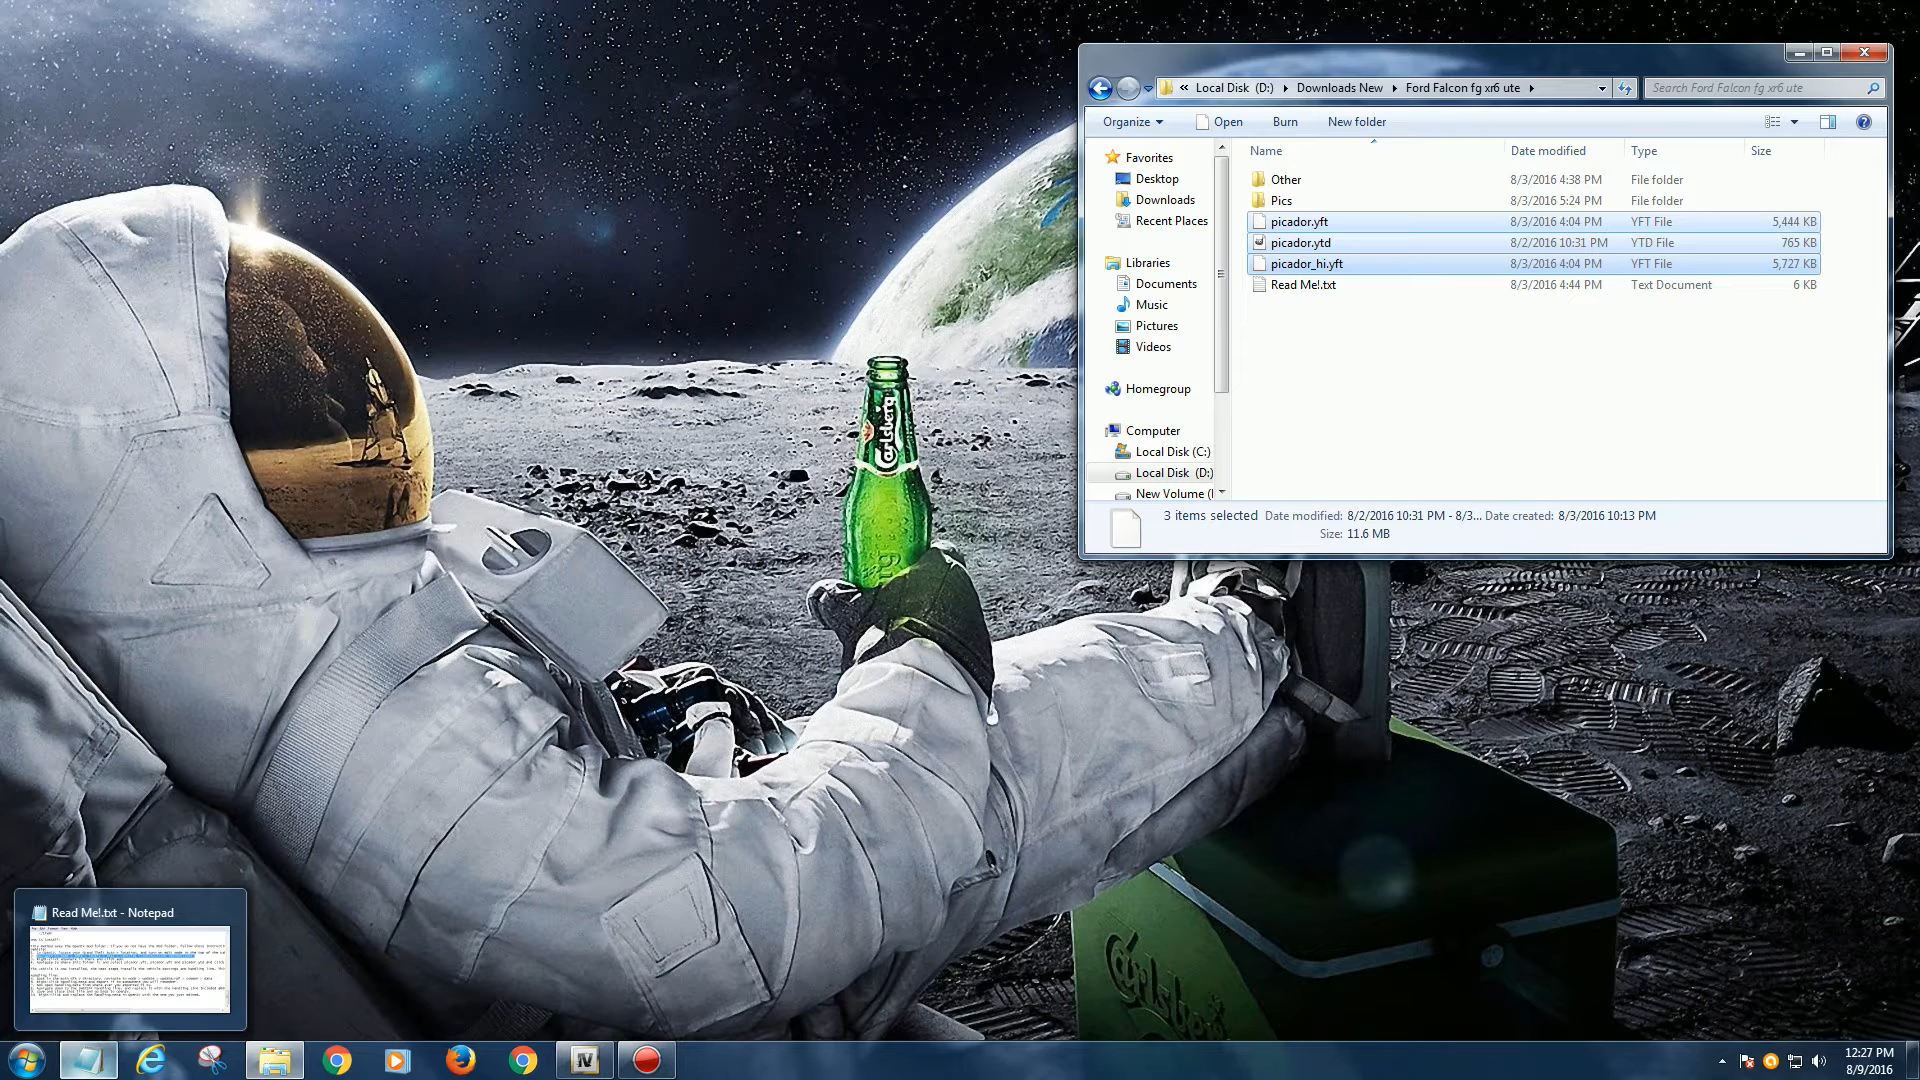 Local Disk (D:) Downloads New Ford Falcon fg xr6 ute
Search Ford Falcon fg xr6 ute
Organize Open Burn New folder
Name Date modified Type Size
Favorites
Desktop
Downloads
Recent Places
Libraries
Documents
Music
Pictures
Videos
Homegroup
Computer
Local Disk (C:)
Local Disk (D:)
New Volume (
Other 8/3/2016 4:38 PM File folder
Pics 8/3/2016 5:24 PM File folder
picador.yft 8/3/2016 4:04 PM YFT File 5,444 KB
picador.ytd 8/2/2016 10:31 PM YTD File 765 KB
picador_hi.yft 8/3/2016 4:04 PM YFT File 5,727 KB
Read Me!.txt 8/3/2016 4:44 PM Text Document 6 KB
3 items selected Date modified: 8/2/2016 10:31 PM - 8/3... Date created: 8/3/2016 10:13 PM
Size: 11.6 MB
Carlsberg
Carlsberg
Read Me!.txt - Notepad
IV
12:27 PM
8/9/2016